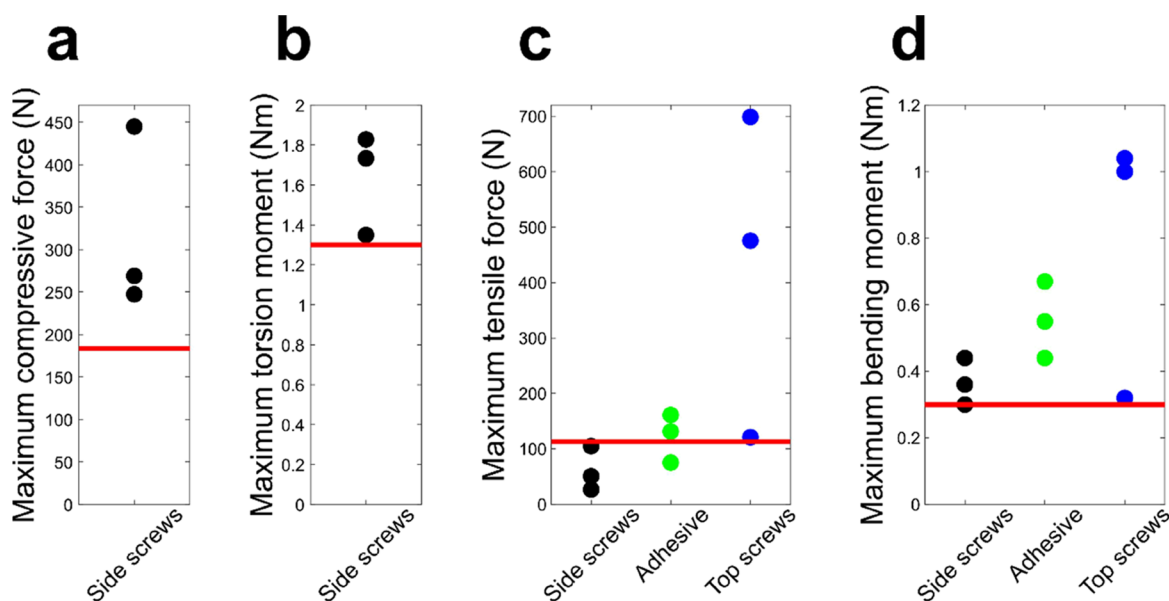 a
Maximum compressive force (N)
450
400
350
300
250
200
150
100
50
0
Side screws
b
Maximum torsion moment (Nm)
2
1.8
1.6
1.4
1.2
1
0.8
0.6
0.4
0.2
0
Side screws
c
Maximum tensile force (N)
700
600
500
400
300
200
100
0
Side screws
Adhesive
Top screws
d
Maximum bending moment (Nm)
1.2
1
0.8
0.6
0.4
0.2
0
Side screws
Adhesive
Top screws